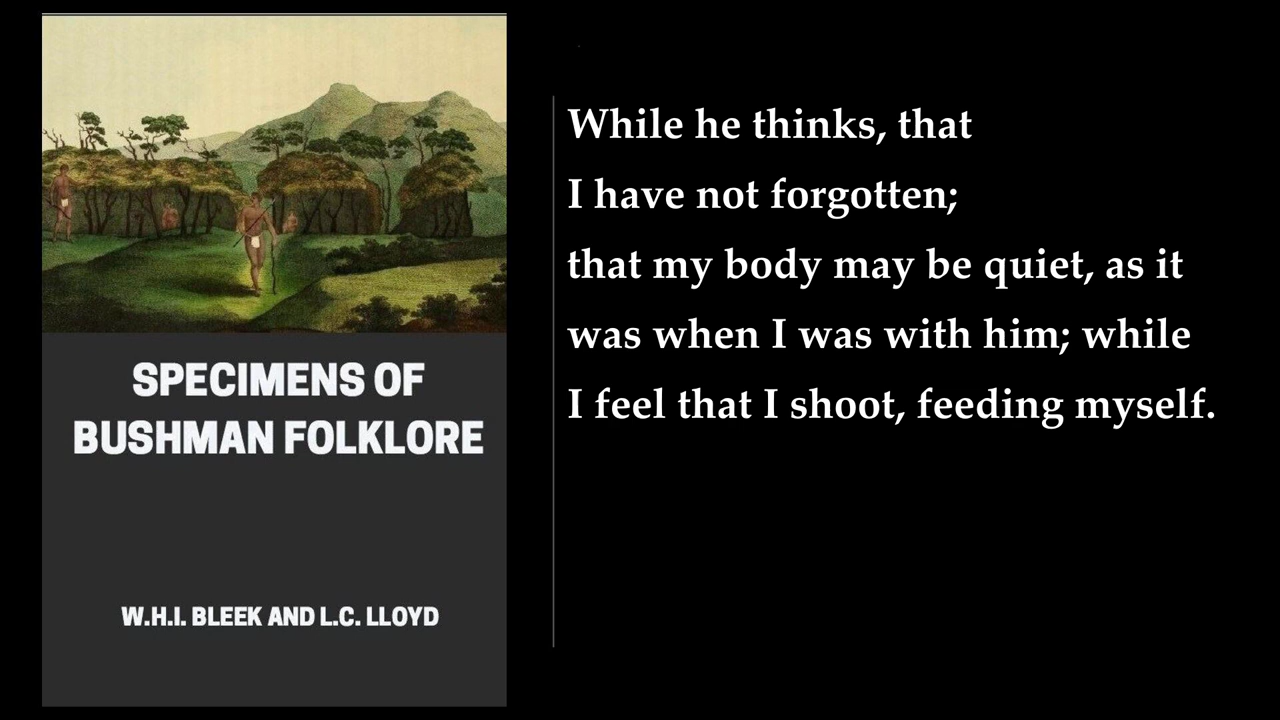 SPECIMENS OF
BUSHMAN FOLKLORE
W.H.I. BLEEK AND L.C. LLOYD
While he thinks, that
I have not forgotten;
that my body may be quiet, as it
was when I was with him; while
I feel that I shoot, feeding myself.